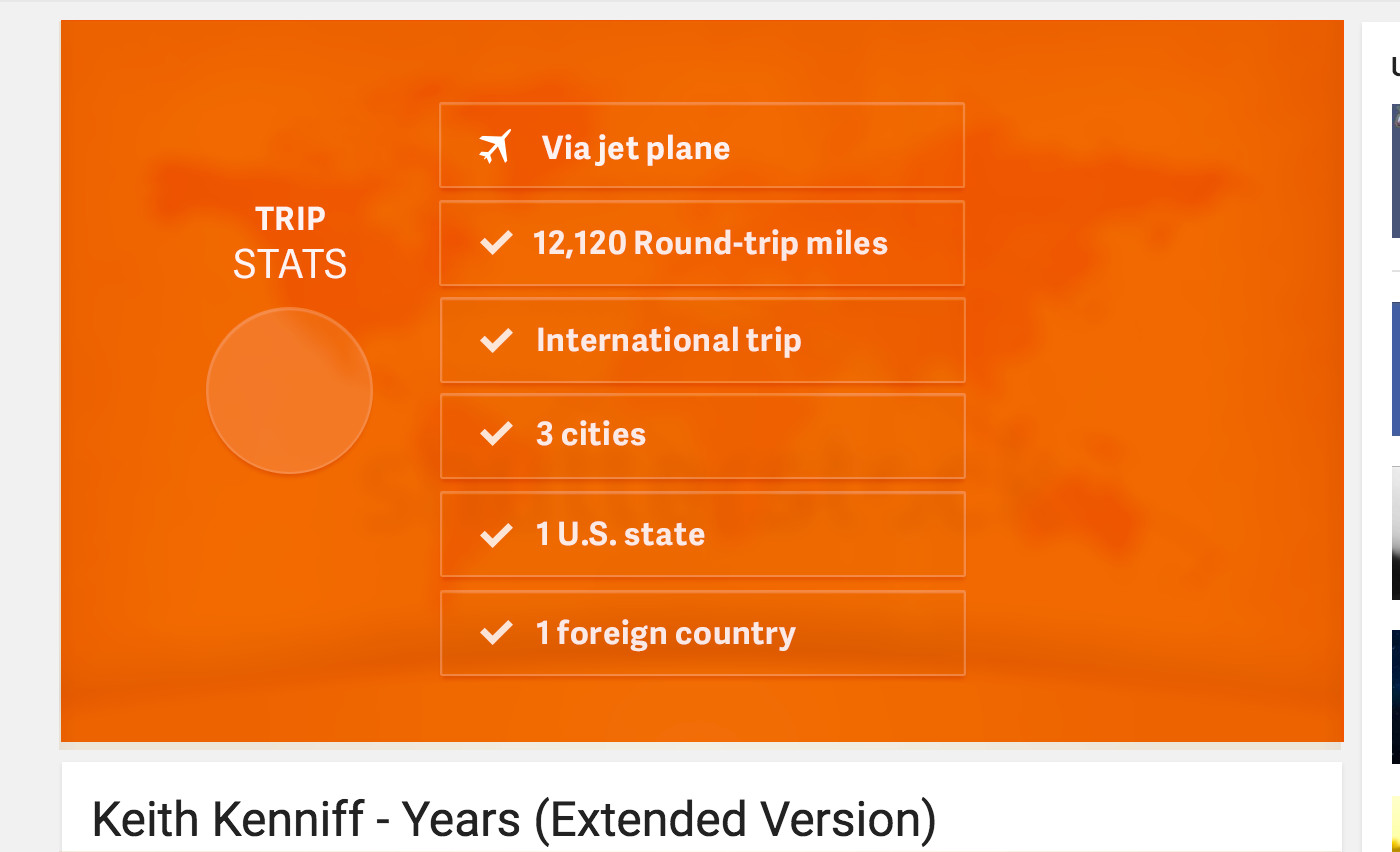 TRIP
STATS
Via jet plane
12,120 Round-trip miles
International trip
3 cities
1 U.S. state
1 foreign country
Keith Kenniff - Years (Extended Version)